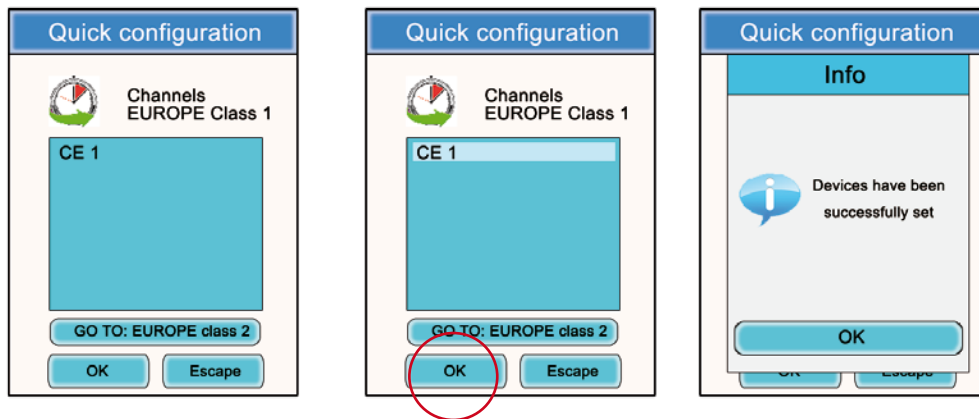 Quick configuration
Channels
EUROPE Class 1
CE 1
GO TO: EUROPE class 2
OK
Escape
Quick configuration
Channels
EUROPE Class 1
CE 1
GO TO: EUROPE class 2
OK
Escape
Quick configuration
Info
Devices have been
successfully set
OK
OK
Escape